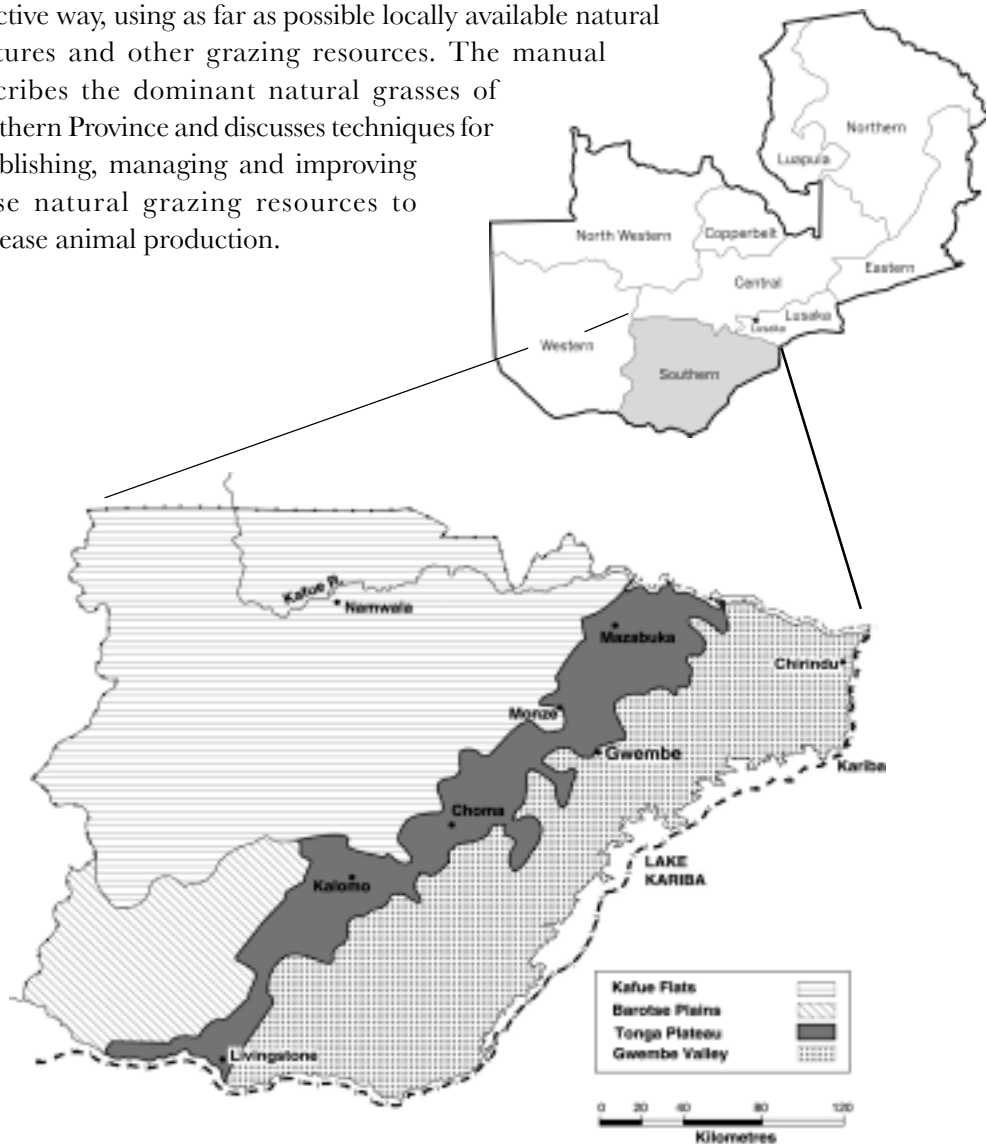 ctive way, using as far as possible locally available natural
tures and other grazing resources. The manual
cribes the dominant natural grasses of
thern Province and discusses techniques for
blishing, managing and improving
se natural grazing resources to
ease animal production.
Northern
Luapula
North Western
Copperbelt
Eastern
Central
Lusaka
Lusaka
Western
Southern
Kafue R.
Namwala
Mazabuka
Chirindu
Monze
Gwembe
Kariba
Choma
LAKE
KARIBA
Kalomo
Livingstone
Kafue Flats
Barotse Plains
Tonga Plateau
Gwembe Valley
0 20 40 80 120
Kilometres